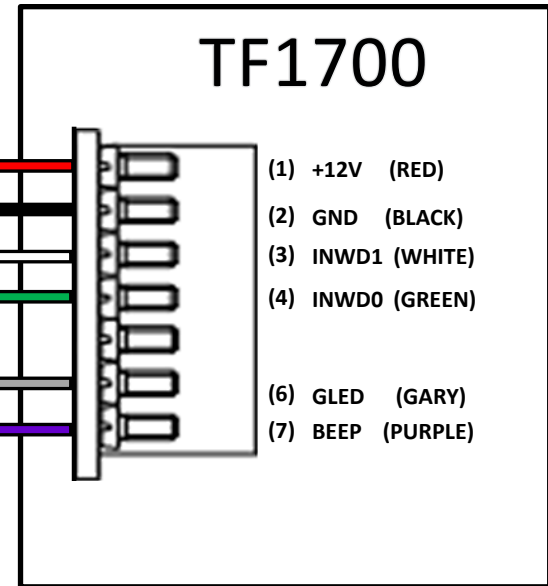 TF1700
(1) +12V (RED)
(2) GND (BLACK)
(3) INWD1 (WHITE)
(4) INWD0 (GREEN)
(6) GLED (GARY)
(7) BEEP (PURPLE)